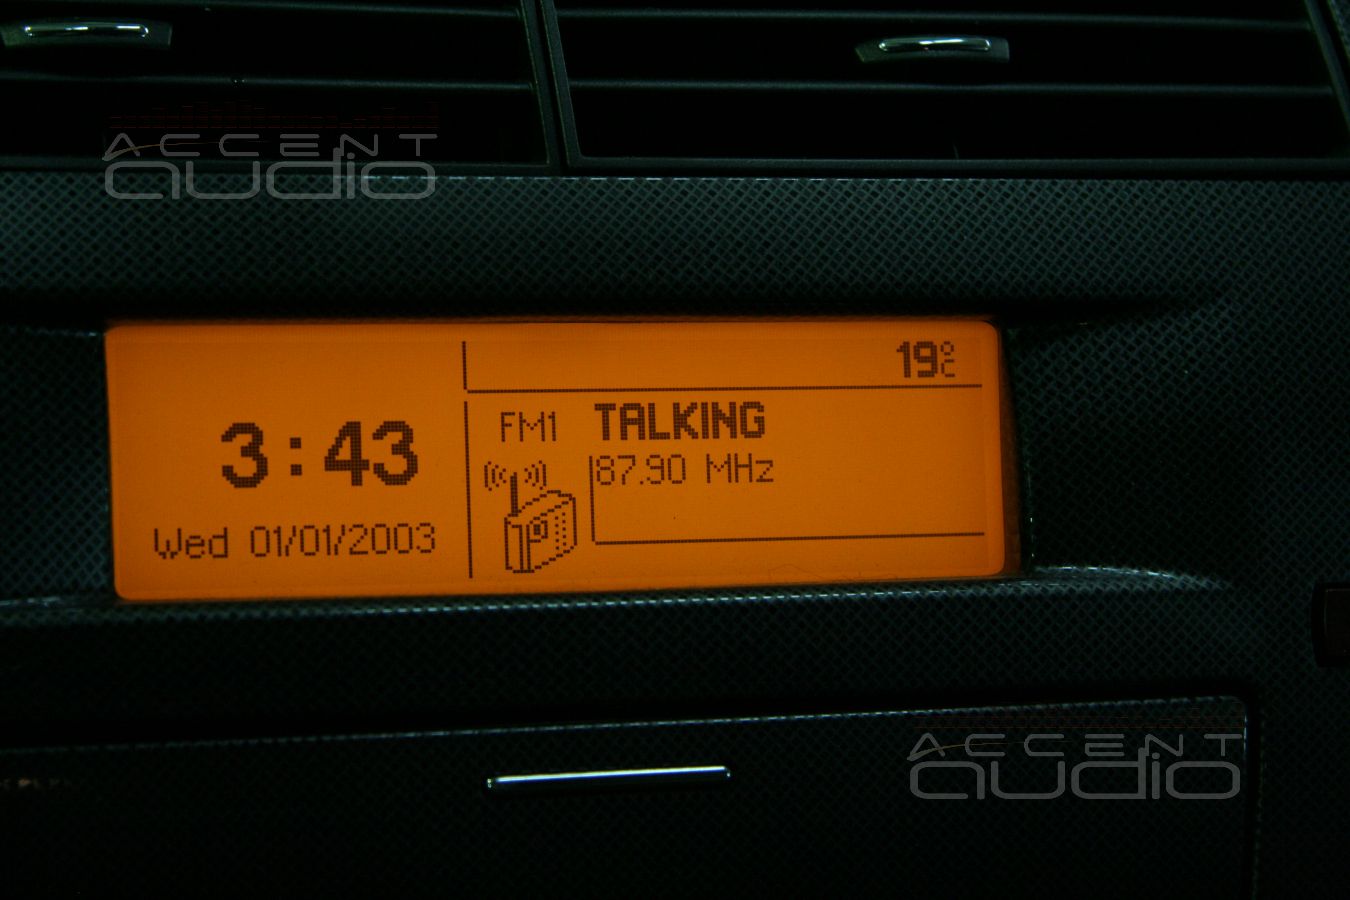 ACCENT
audio
19°C
3:43
Wed 01/01/2003
FM1 TALKING
87.90 MHz
ACCENT
audio